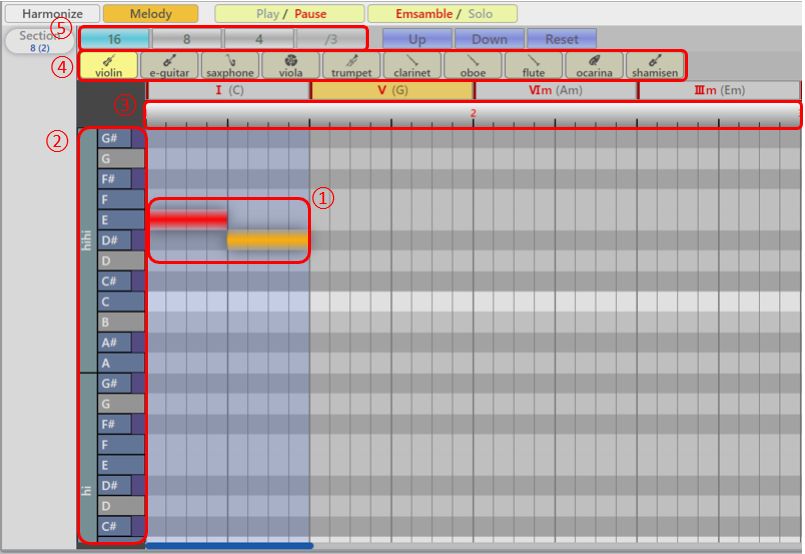 Harmonize Melody Play / Pause Emsamble / Solo
⑤ Section 16 8 4 /3 Up Down Reset
8 (2)
④ violin e-guitar saxphone viola trumpet clarinet oboe flute ocarina shamisen
I (C) V (G) VIm (Am) IIIm (Em)
③ 2
② G#
G
F#
F
①
E
D#
hihi
D
C#
C
B
A#
A
G#
G
F#
F
E
D#
hi
D
C#